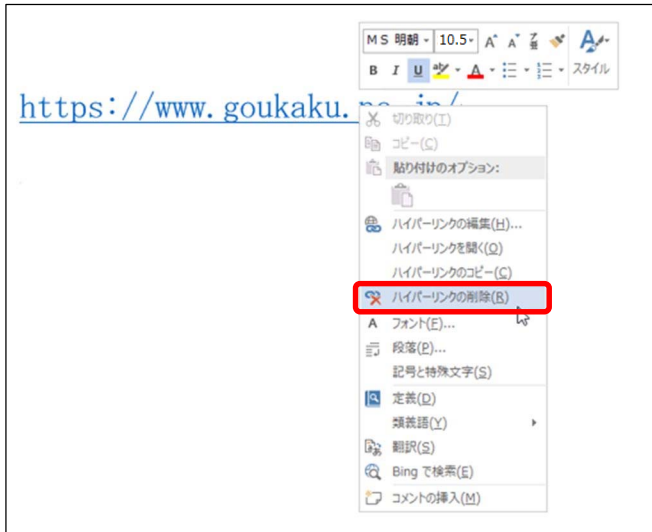 MS 明朝 10.5 A A
B I U ab A スタイル
https://www.goukaku.
切り取り(T)
コピー(C)
貼り付けのオプション:
ハイパーリンクの編集(H)...
ハイパーリンクを開く(O)
ハイパーリンクのコピー(C)
ハイパーリンクの削除(R)
A フォント(F)...
段落(P)...
記号と特殊文字(S)
定義(D)
類義語(Y)
翻訳(S)
Bing で検索(E)
コメントの挿入(M)